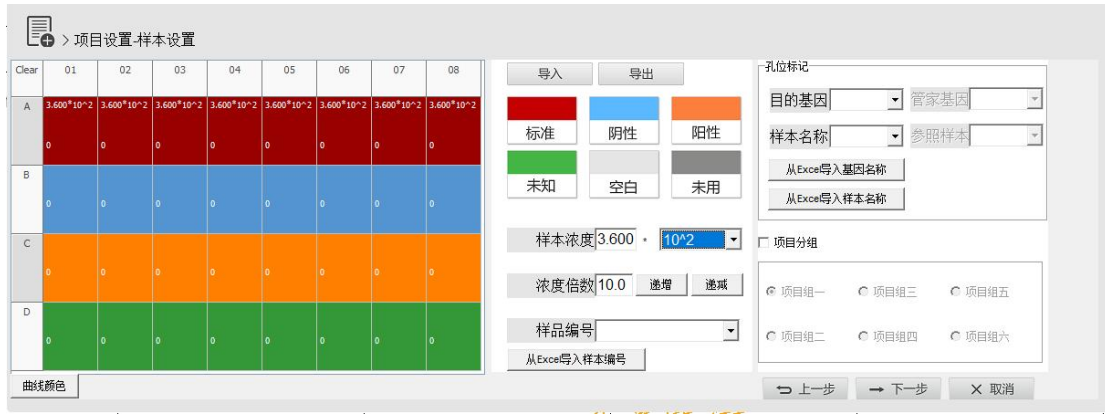 > 项目设置-样本设置
Clear 01 02 03 04 05 06 07 08
A 3.600*10^2 3.600*10^2 3.600*10^2 3.600*10^2 3.600*10^2 3.600*10^2 3.600*10^2 3.600*10^2
0 0 0 0 0 0 0 0
B
0 0 0 0 0 0 0 0
C
0 0 0 0 0 0 0 0
D
0 0 0 0 0 0 0 0
曲线颜色
导入 导出
标准 阴性 阳性
未知 空白 未用
样本浓度 3.600 · 10^2
浓度倍数 10.0 递增 递减
样品编号
从Excel导入样本编号
孔位标记
目的基因 管家基因
样本名称 参照样本
从Excel导入基因名称
从Excel导入样本名称
项目分组
项目组一 项目组三 项目组五
项目组二 项目组四 项目组六
上一步 下一步 取消